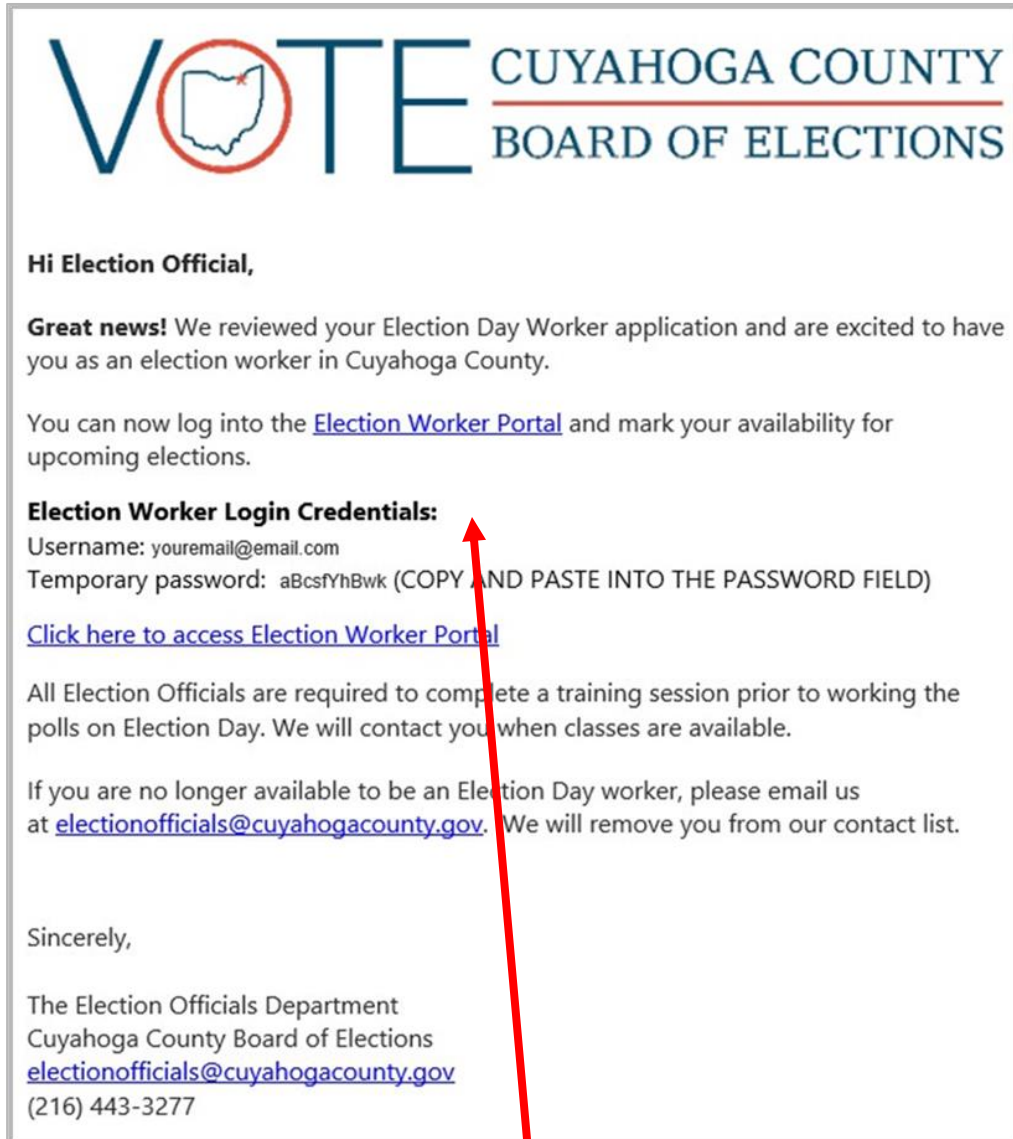 VOTE
CUYAHOGA COUNTY
BOARD OF ELECTIONS
Hi Election Official,
Great news! We reviewed your Election Day Worker application and are excited to have
you as an election worker in Cuyahoga County.
You can now log into the Election Worker Portal and mark your availability for
upcoming elections.
Election Worker Login Credentials:
Username: youremail@email.com
Temporary password: aBcsfYhBwk (COPY AND PASTE INTO THE PASSWORD FIELD)
Click here to access Election Worker Portal
All Election Officials are required to complete a training session prior to working the
polls on Election Day. We will contact you when classes are available.
If you are no longer available to be an Election Day worker, please email us
at electionofficials@cuyahogacounty.gov. We will remove you from our contact list.
Sincerely,
The Election Officials Department
Cuyahoga County Board of Elections
electionofficials@cuyahogacounty.gov
(216) 443-3277